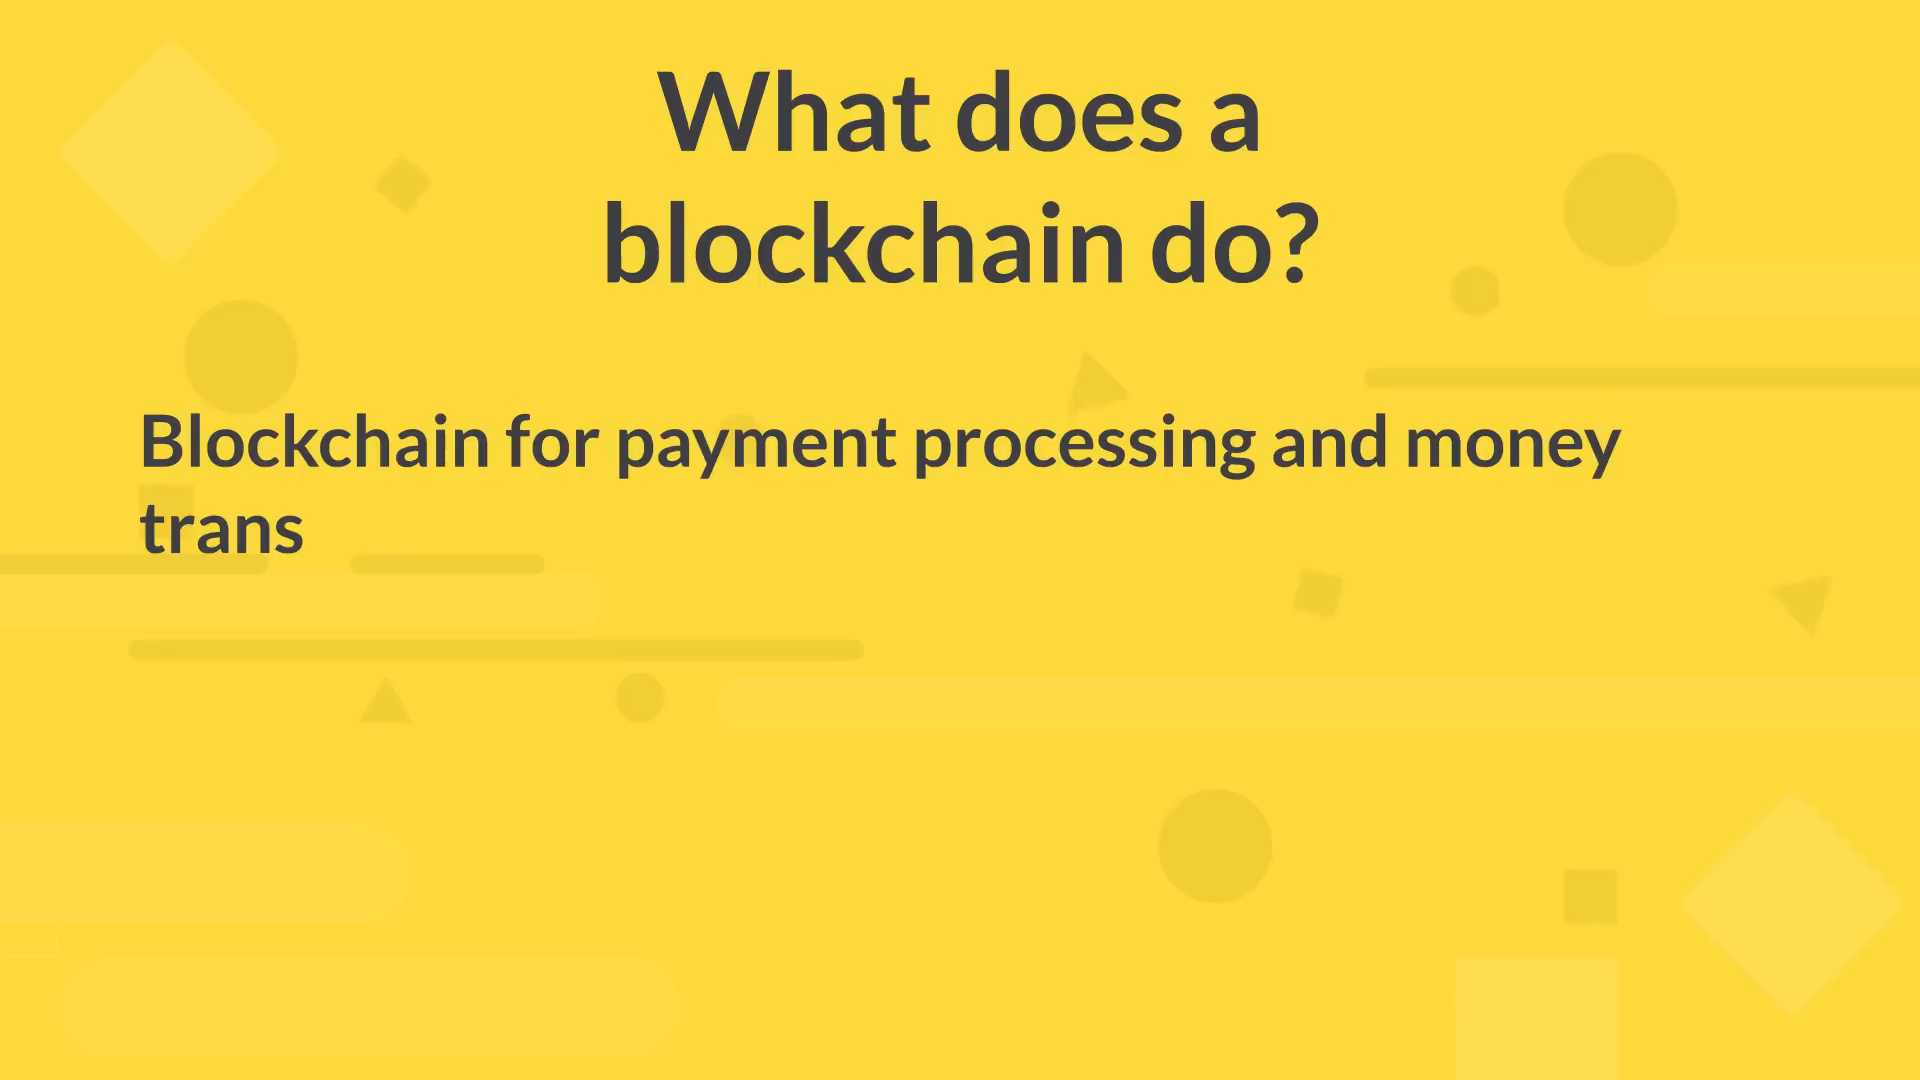 What does a
blockchain do?
Blockchain for payment processing and money
trans